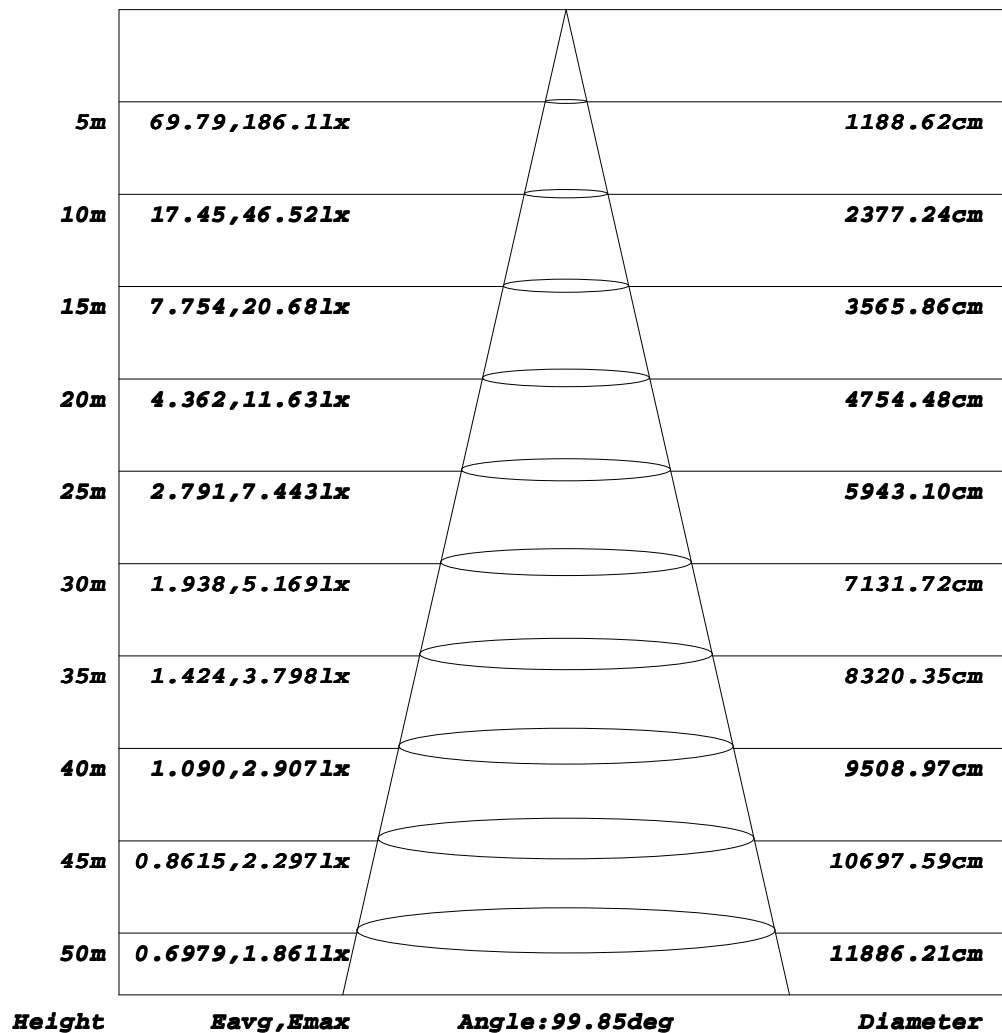 5m 69.79,186.1lx 1188.62cm
10m 17.45,46.52lx 2377.24cm
15m 7.754,20.68lx 3565.86cm
20m 4.362,11.63lx 4754.48cm
25m 2.791,7.443lx 5943.10cm
30m 1.938,5.169lx 7131.72cm
35m 1.424,3.798lx 8320.35cm
40m 1.090,2.907lx 9508.97cm
45m 0.8615,2.297lx 10697.59cm
50m 0.6979,1.861lx 11886.21cm
Height Eavg,Emax Angle:99.85deg Diameter